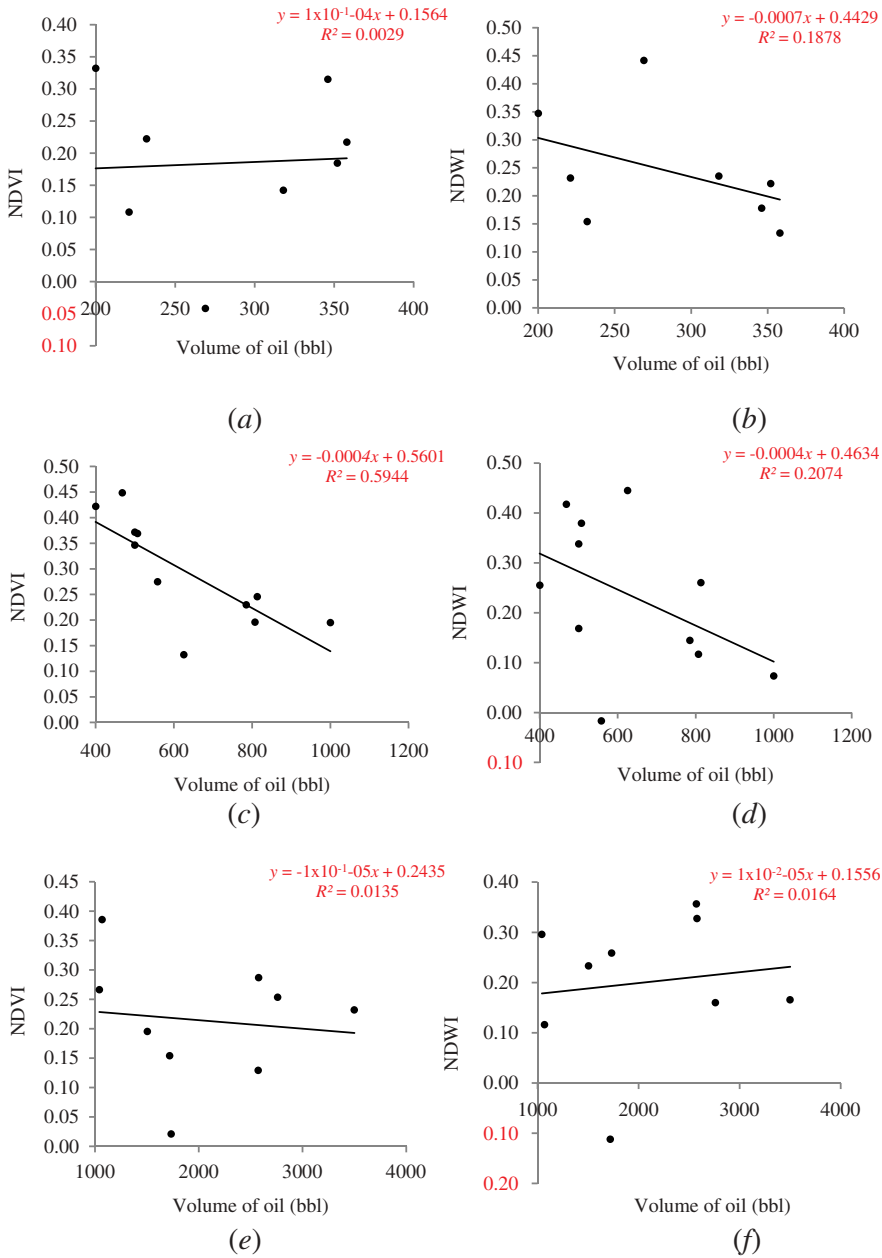 y = 1x10-1-04x + 0.1564
R² = 0.0029
0.40
0.35
0.30
0.25
0.20
0.15
0.10
0.05
0.00
0.05
0.10
NDVI
200 250 300 350 400
Volume of oil (bbl)
(a)
y = -0.0007x + 0.4429
R² = 0.1878
0.50
0.45
0.40
0.35
0.30
0.25
0.20
0.15
0.10
0.05
0.00
NDWI
200 250 300 350 400
Volume of oil (bbl)
(b)
y = -0.0004x + 0.5601
R² = 0.5944
0.50
0.45
0.40
0.35
0.30
0.25
0.20
0.15
0.10
0.05
0.00
NDVI
400 600 800 1000 1200
Volume of oil (bbl)
(c)
y = -0.0004x + 0.4634
R² = 0.2074
0.50
0.40
0.30
0.20
0.10
0.00
0.10
NDWI
400 600 800 1000 1200
Volume of oil (bbl)
(d)
y = -1x10-1-05x + 0.2435
R² = 0.0135
0.45
0.40
0.35
0.30
0.25
0.20
0.15
0.10
0.05
0.00
NDVI
1000 2000 3000 4000
Volume of oil (bbl)
(e)
y = 1x10-2-05x + 0.1556
R² = 0.0164
0.40
0.30
0.20
0.10
0.00
0.10
0.20
NDWI
1000 2000 3000 4000
Volume of oil (bbl)
(f)